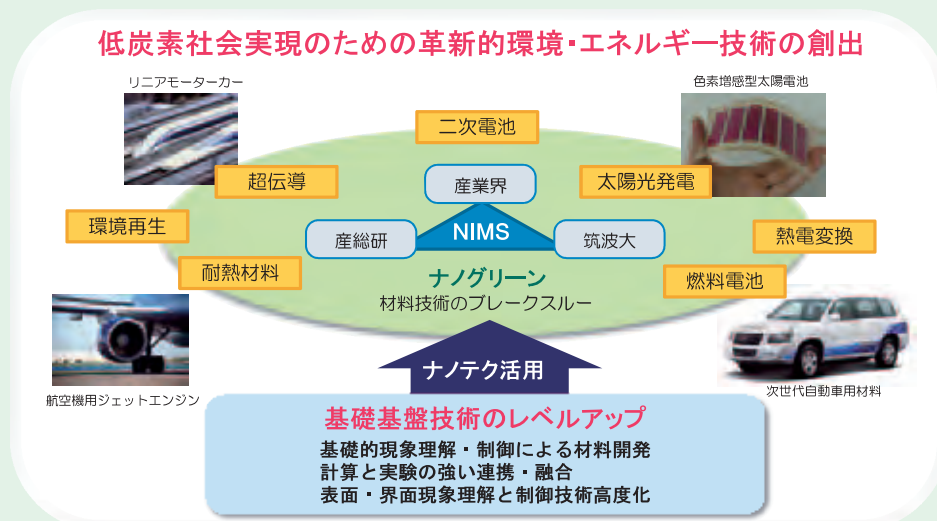 低炭素社会実現のための革新的環境・エネルギー技術の創出
リニアモーターカー
色素増感型太陽電池
二次電池
超伝導
産業界
太陽光発電
環境再生
産総研
NIMS
筑波大
熱電変換
耐熱材料
ナノグリーン
燃料電池
材料技術のブレークスルー
ナノテク活用
航空機用ジェットエンジン
次世代自動車用材料
基礎基盤技術のレベルアップ
基礎的現象理解・制御による材料開発
計算と実験の強い連携・融合
表面・界面現象理解と制御技術高度化